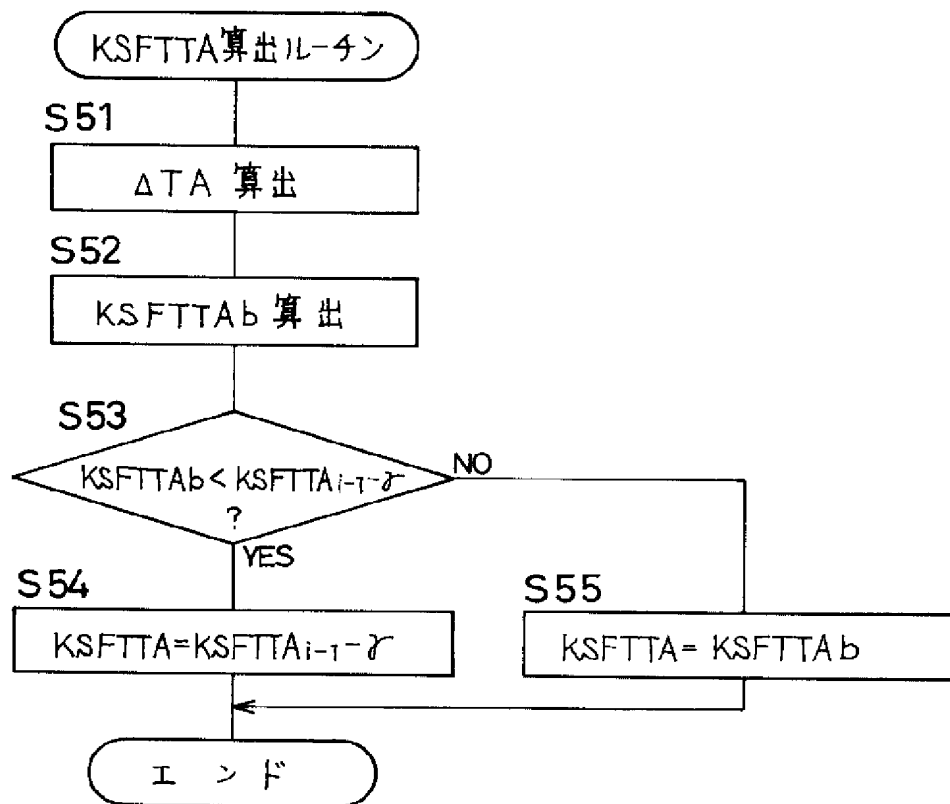 KSFTTA算出ルーチン
S51
ΔTA 算出
S52
KSFTTAb 算出
S53
KSFTTAb < KSFTTAi-1-γ
?
NO
YES
S54
KSFTTA=KSFTTAi-1-γ
S55
KSFTTA= KSFTTAb
エンド